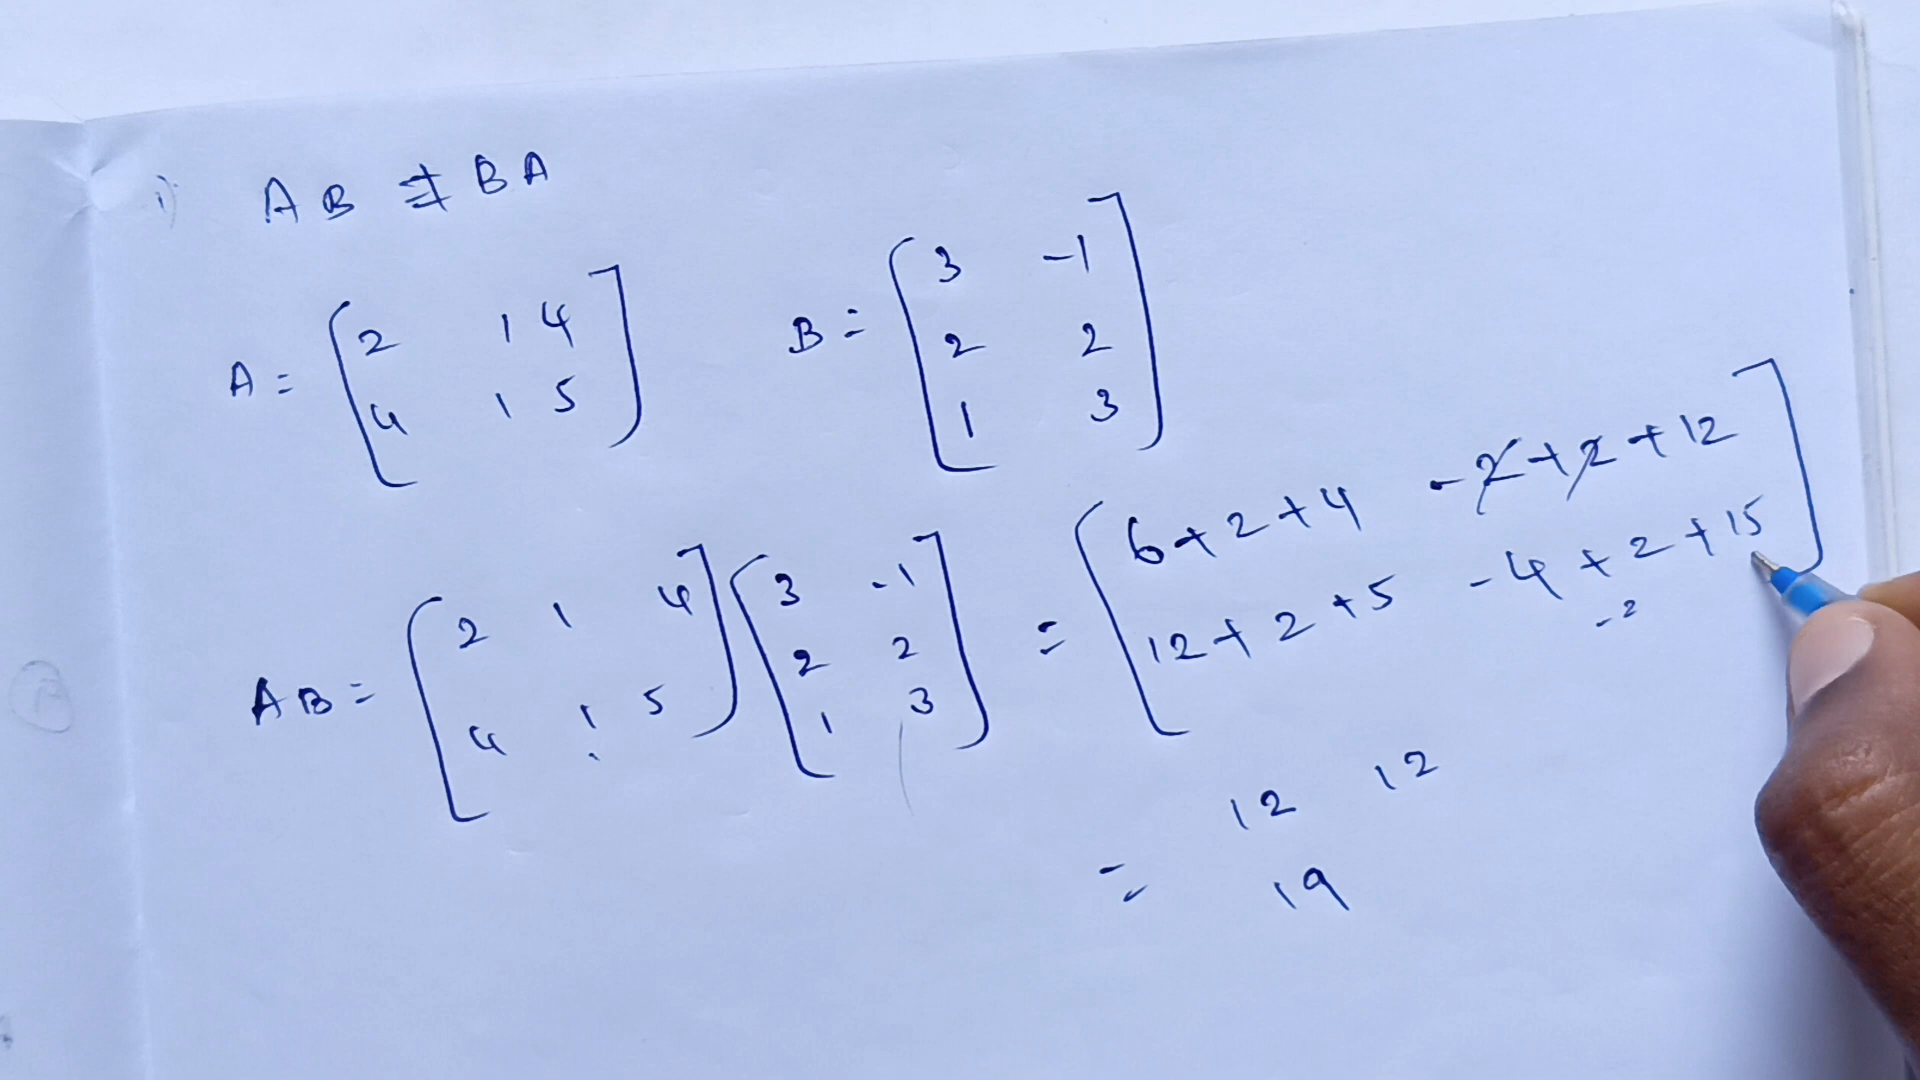 i) AB ≠ BA
A = [ 2 1 4
4 1 5 ]
B = [ 3 -1
2 2
1 3 ]
AB = [ 2 1 4
4 1 5 ] [ 3 -1
2 2
1 3 ] = [ 6+2+4 -2+2+12
12+2+5 -4+2+15 ]
-2
= 12 12
19